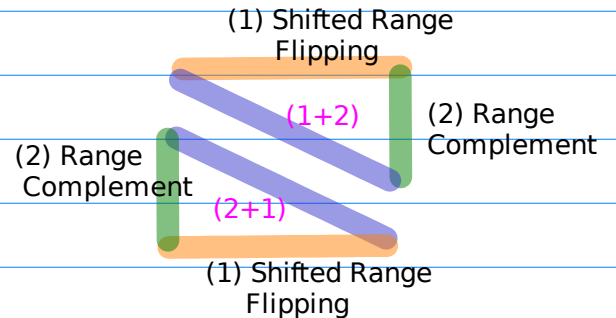 (1) Shifted Range
Flipping
(1+2)
(2) Range
Complement
(2) Range
Complement
(2+1)
(1) Shifted Range
Flipping